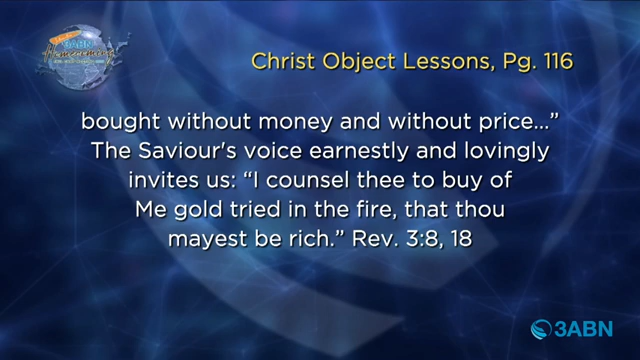 3ABN
Homecoming
Christ Object Lessons, Pg. 116
bought without money and without price...”
The Saviour's voice earnestly and lovingly
invites us: “I counsel thee to buy of
Me gold tried in the fire, that thou
mayest be rich.” Rev. 3:8, 18
3ABN